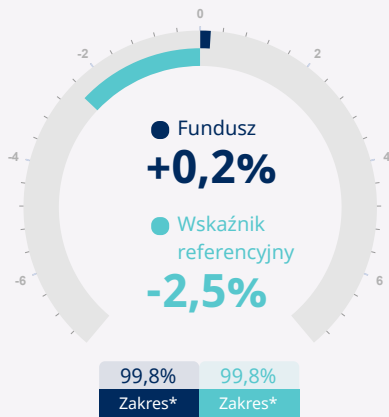 0
-2
2
-4
4
-6
6
Fundusz
+0,2%
Wskaźnik
referencyjny
-2,5%
99,8% 99,8%
Zakres* Zakres*